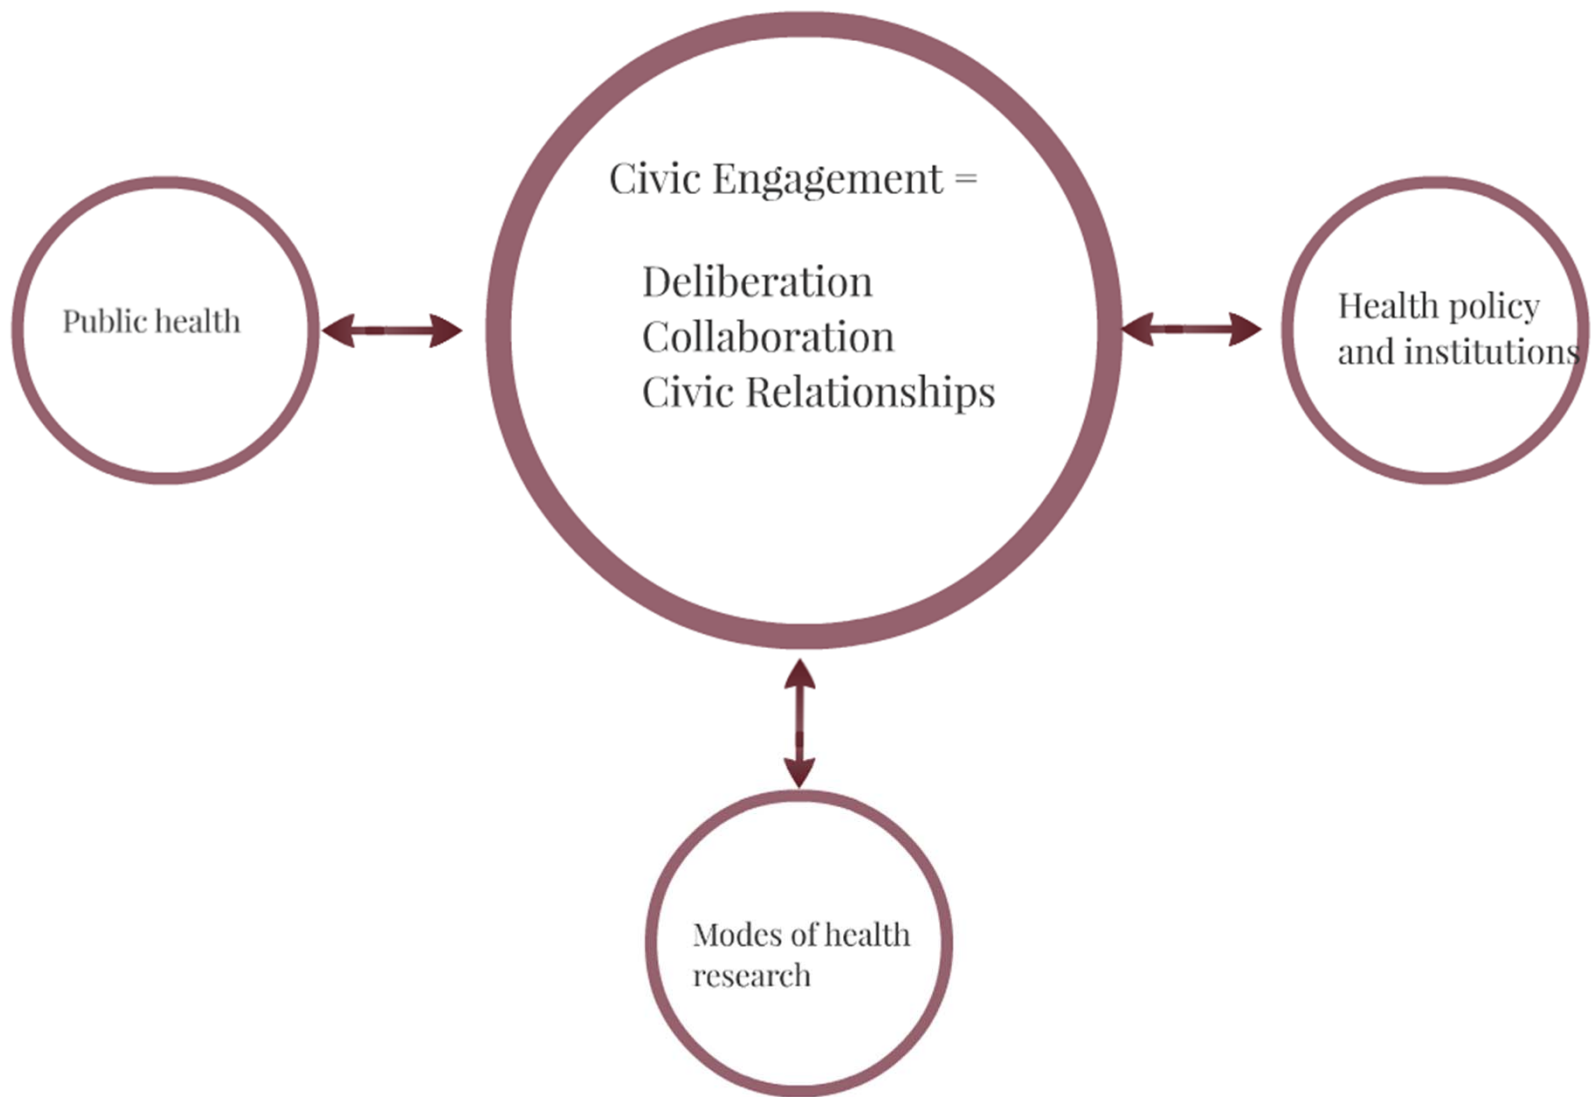 Civic Engagement =
Deliberation
Collaboration
Civic Relationships
Public health
Health policy
and institutions
Modes of health
research